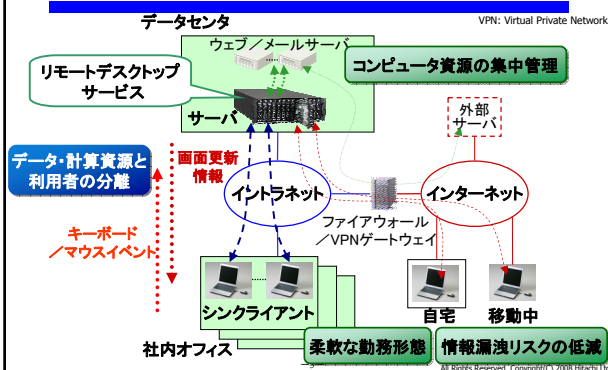 VPN: Virtual Private Network
データセンタ
ウェブ／メールサーバ
コンピュータ資源の集中管理
リモートデスクトップ
サービス
サーバ
外部
サーバ
データ・計算資源と
利用者の分離
画面更新
情報
イントラネット
インターネット
ファイアウォール
／VPNゲートウェイ
キーボード
／マウスイベント
シンクライアント
自宅
移動中
社内オフィス
柔軟な勤務形態
情報漏洩リスクの低減
All Rights Reserved, Copyright(C) 2008 Hitachi Ltd